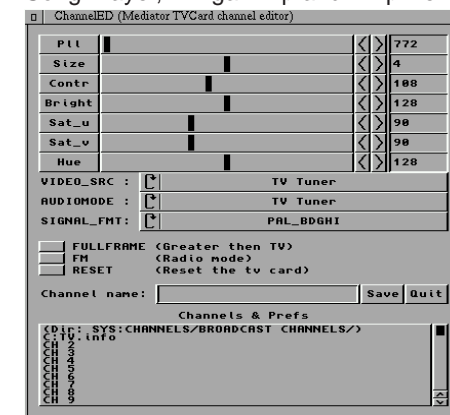 ChannelED (Mediator TVCard channel editor)
Pll 772
Size 4
Contr 108
Bright 128
Sat_u 90
Sat_v 90
Hue 128
VIDEO_SRC : TV Tuner
AUDIOMODE : TV Tuner
SIGNAL_FMT: PAL_BDGHI
FULLFRAME (Greater then TV)
FM (Radio mode)
RESET (Reset the tv card)
Channel name: Save Quit
Channels & Prefs
(Dir: SYS:CHANNELS/BROADCAST CHANNELS/)
C:TV.info
CH 2
CH 3
CH 4
CH 5
CH 6
CH 7
CH 8
CH 9